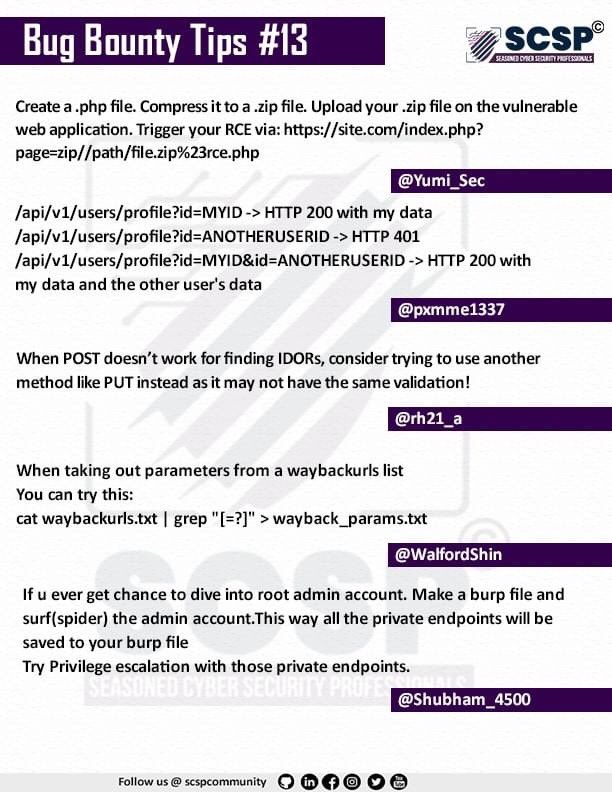 Bug Bounty Tips #13
SCSP©
SEASONED CYBER SECURITY PROFESSIONALS
Create a .php file. Compress it to a .zip file. Upload your .zip file on the vulnerable
web application. Trigger your RCE via: https://site.com/index.php?
page=zip//path/file.zip%23rce.php
@Yumi_Sec
/api/v1/users/profile?id=MYID -> HTTP 200 with my data
/api/v1/users/profile?id=ANOTHERUSERID -> HTTP 401
/api/v1/users/profile?id=MYID&id=ANOTHERUSERID -> HTTP 200 with
my data and the other user's data
@pxmme1337
When POST doesn’t work for finding IDORs, consider trying to use another
method like PUT instead as it may not have the same validation!
@rh21_a
When taking out parameters from a waybackurls list
You can try this:
cat waybackurls.txt | grep "[=?]" > wayback_params.txt
@WalfordShin
If u ever get chance to dive into root admin account. Make a burp file and
surf(spider) the admin account.This way all the private endpoints will be
saved to your burp file
Try Privilege escalation with those private endpoints.
@Shubham_4500
SCSP©
SEASONED CYBER SECURITY PROFESSIONALS
Follow us @ scspcommunity